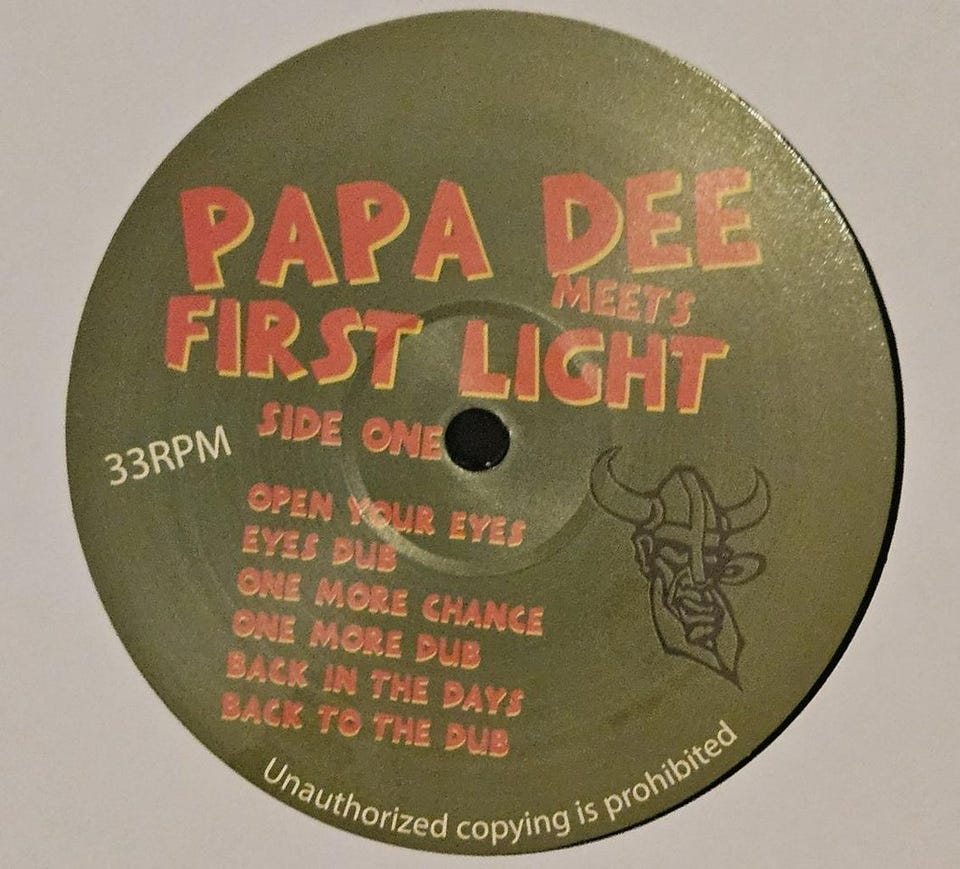 PAPA DEE
MEETS
FIRST LIGHT
SIDE ONE
33RPM
OPEN YOUR EYES
EYES DUB
ONE MORE CHANCE
ONE MORE DUB
BACK IN THE DAYS
BACK TO THE DUB
Unauthorized copying is prohibited